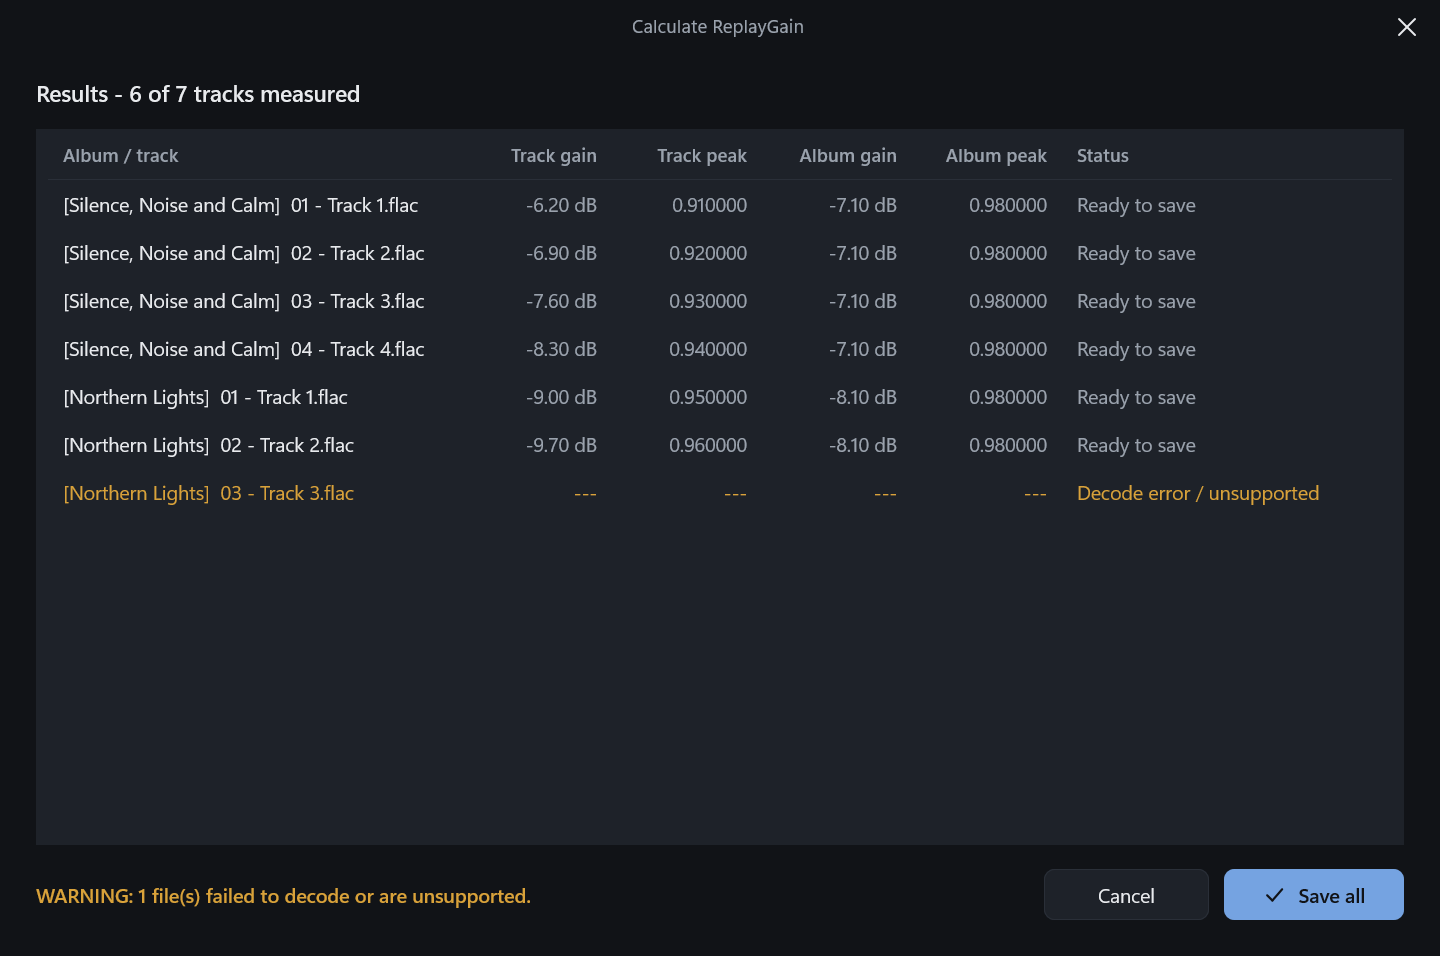 Calculate ReplayGain
Results - 6 of 7 tracks measured
Album / track Track gain Track peak Album gain Album peak Status
[Silence, Noise and Calm] 01 - Track 1.flac -6.20 dB 0.910000 -7.10 dB 0.980000 Ready to save
[Silence, Noise and Calm] 02 - Track 2.flac -6.90 dB 0.920000 -7.10 dB 0.980000 Ready to save
[Silence, Noise and Calm] 03 - Track 3.flac -7.60 dB 0.930000 -7.10 dB 0.980000 Ready to save
[Silence, Noise and Calm] 04 - Track 4.flac -8.30 dB 0.940000 -7.10 dB 0.980000 Ready to save
[Northern Lights] 01 - Track 1.flac -9.00 dB 0.950000 -8.10 dB 0.980000 Ready to save
[Northern Lights] 02 - Track 2.flac -9.70 dB 0.960000 -8.10 dB 0.980000 Ready to save
[Northern Lights] 03 - Track 3.flac --- --- --- --- Decode error / unsupported
WARNING: 1 file(s) failed to decode or are unsupported. Cancel Save all